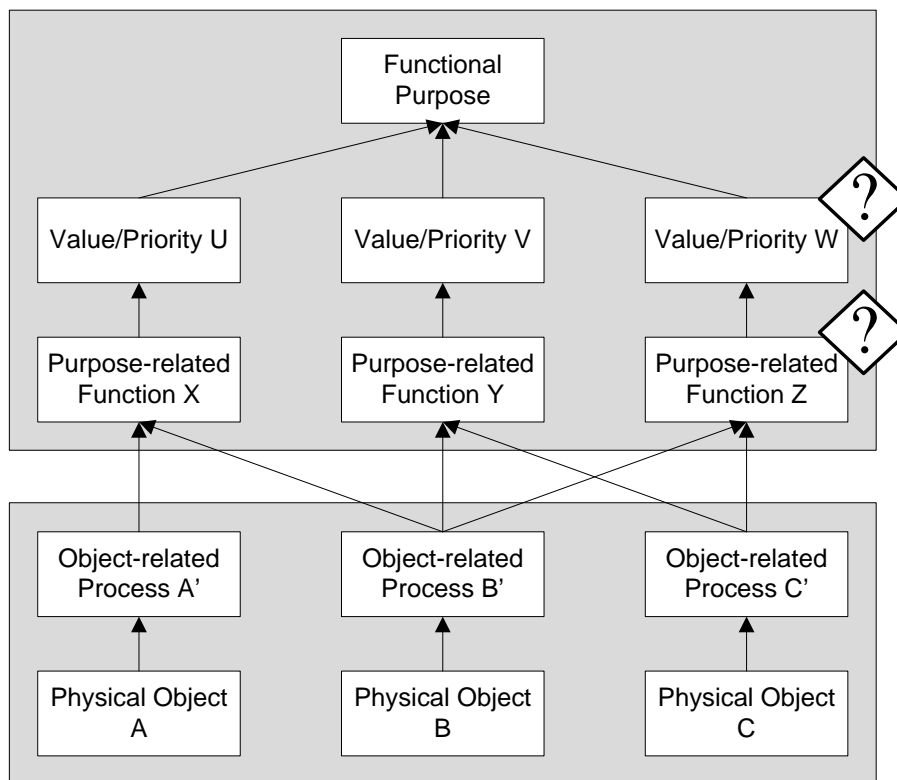 Functional
Purpose
?
Value/Priority U
Value/Priority V
Value/Priority W
?
Purpose-related
Function X
Purpose-related
Function Y
Purpose-related
Function Z
Object-related
Process A’
Object-related
Process B’
Object-related
Process C’
Physical Object
A
Physical Object
B
Physical Object
C